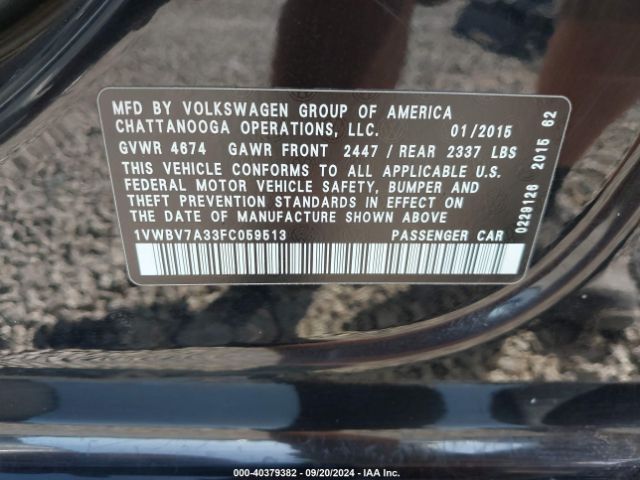 MFD BY VOLKSWAGEN GROUP OF AMERICA
CHATTANOOGA OPERATIONS, LLC. 01/2015
GVWR 4674 GAWR FRONT 2447 / REAR 2337 LBS
THIS VEHICLE CONFORMS TO ALL APPLICABLE U.S.
FEDERAL MOTOR VEHICLE SAFETY, BUMPER AND
THEFT PREVENTION STANDARDS IN EFFECT ON
THE DATE OF MANUFACTURE SHOWN ABOVE
1VWBV7A33FC059513 PASSENGER CAR
0229126 2015 62
000-40379382 - 09/20/2024 - IAA Inc.